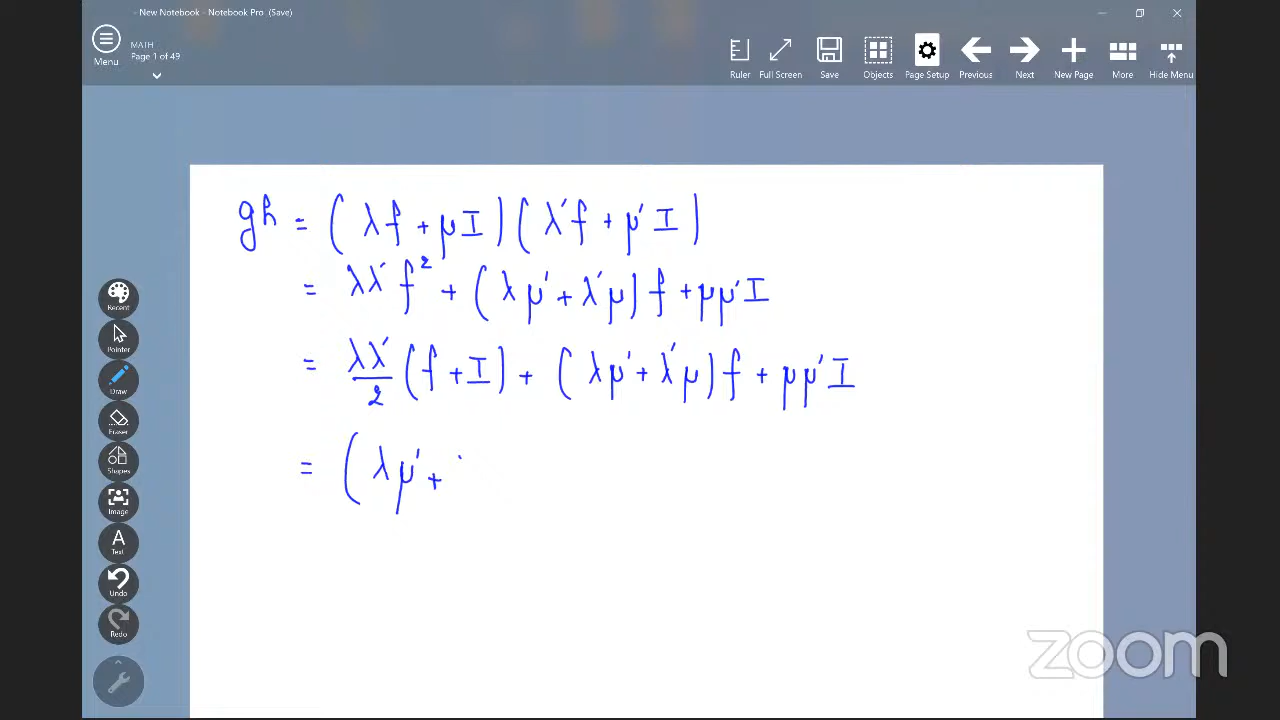 - New Notebook - Notebook Pro (Save)
MATH
Page 1 of 49
Menu
Ruler Full Screen Save Objects Page Setup Previous Next New Page More Hide Menu
gh = (λf + μI)(λ'f + μ'I)
= λλ'f² + (λμ' + λ'μ)f + μμ'I
= λλ'/2 (f + I) + (λμ' + λ'μ)f + μμ'I
= (λμ' +
Recent
Pointer
Draw
Eraser
Shapes
Image
A
Text
Undo
Redo
zoom